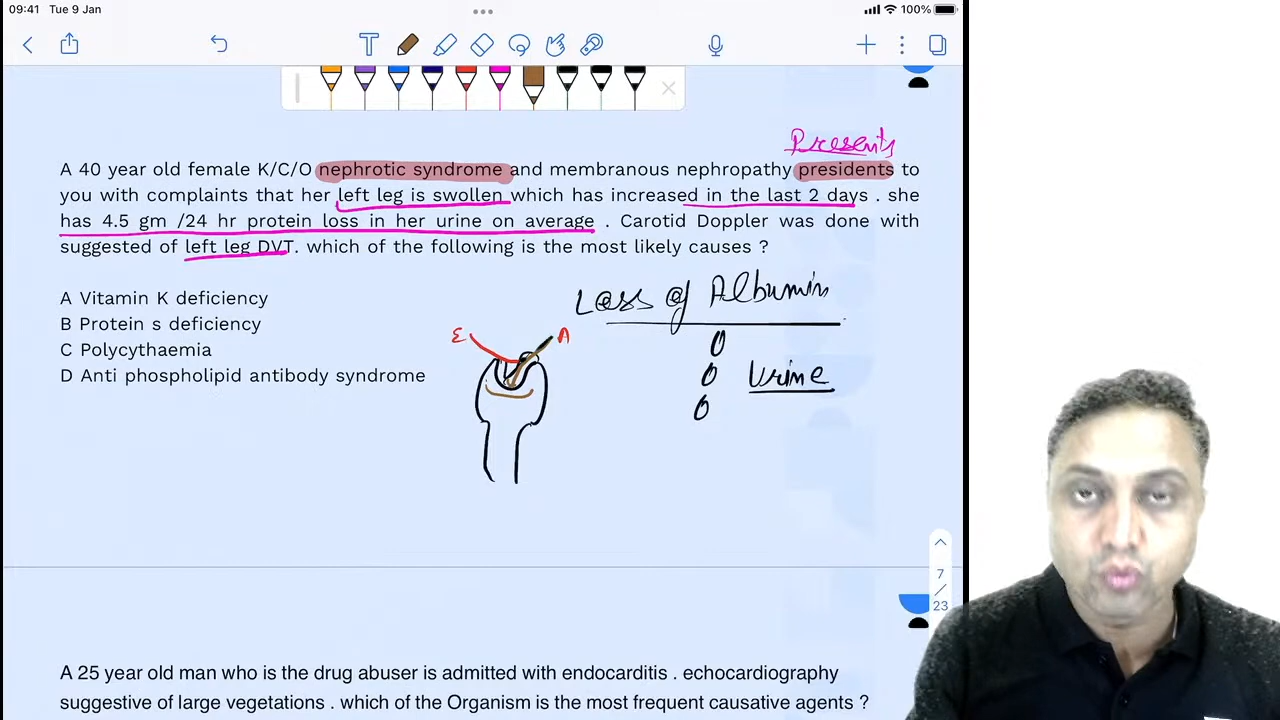 09:41 Tue 9 Jan
100%
T
Presents
A 40 year old female K/C/O nephrotic syndrome and membranous nephropathy presidents to
you with complaints that her left leg is swollen which has increased in the last 2 days . she
has 4.5 gm /24 hr protein loss in her urine on average . Carotid Doppler was done with
suggested of left leg DVT. which of the following is the most likely causes ?
A Vitamin K deficiency
B Protein s deficiency
C Polycythaemia
D Anti phospholipid antibody syndrome
Loss of Albumin
E A
0
0 Urine
0
7
/
23
A 25 year old man who is the drug abuser is admitted with endocarditis . echocardiography
suggestive of large vegetations . which of the Organism is the most frequent causative agents ?